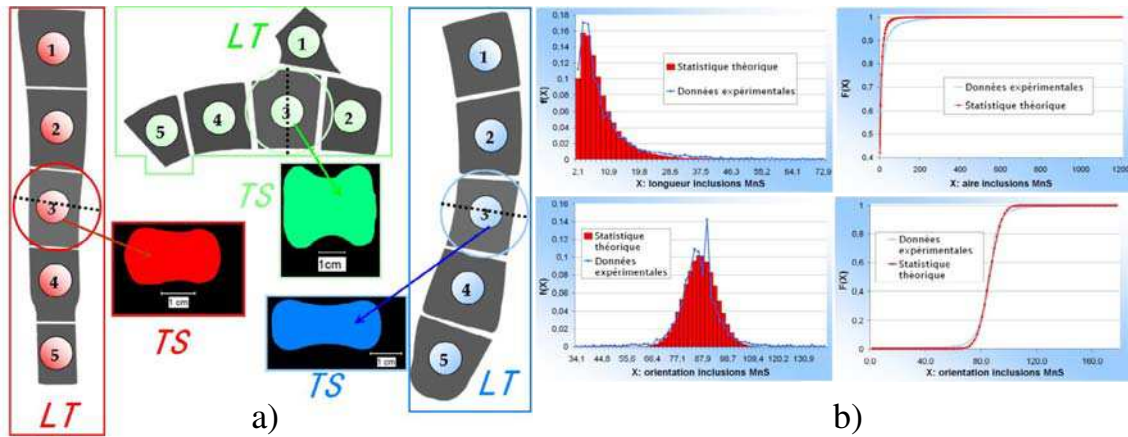 1
2
3
4
5
LT
1 cm
TS
LT
1
5
4
3
2
TS
1cm
1 cm
TS
1
2
3
4
5
LT
a)
f(X)
0,18
0,16
0,14
0,12
0,1
0,08
0,06
0,04
0,02
0
Statistique théorique
Données expérimentales
2,1 10,9 19,8 28,6 37,5 46,3 55,2 64,1 72,9
X: longueur inclusions MnS
F(X)
1
0,9
0,8
0,7
0,6
0,5
0,4
Données expérimentales
Statistique théorique
0 200 400 600 800 1000 1200
X: aire inclusions MnS
f(X)
0,16
0,14
0,12
0,1
0,08
0,06
0,04
0,02
0
Statistique
théorique
Données
expérimentales
34,1 44,8 55,6 66,4 77,1 87,9 98,7 109,4 120,2 130,9
X: orientation inclusions MnS
F(X)
1
0,8
0,6
0,4
0,2
0
Données
expérimentales
Statistique
théorique
0,0 40,0 80,0 120,0 160,0
X: orientation inclusions MnS
b)